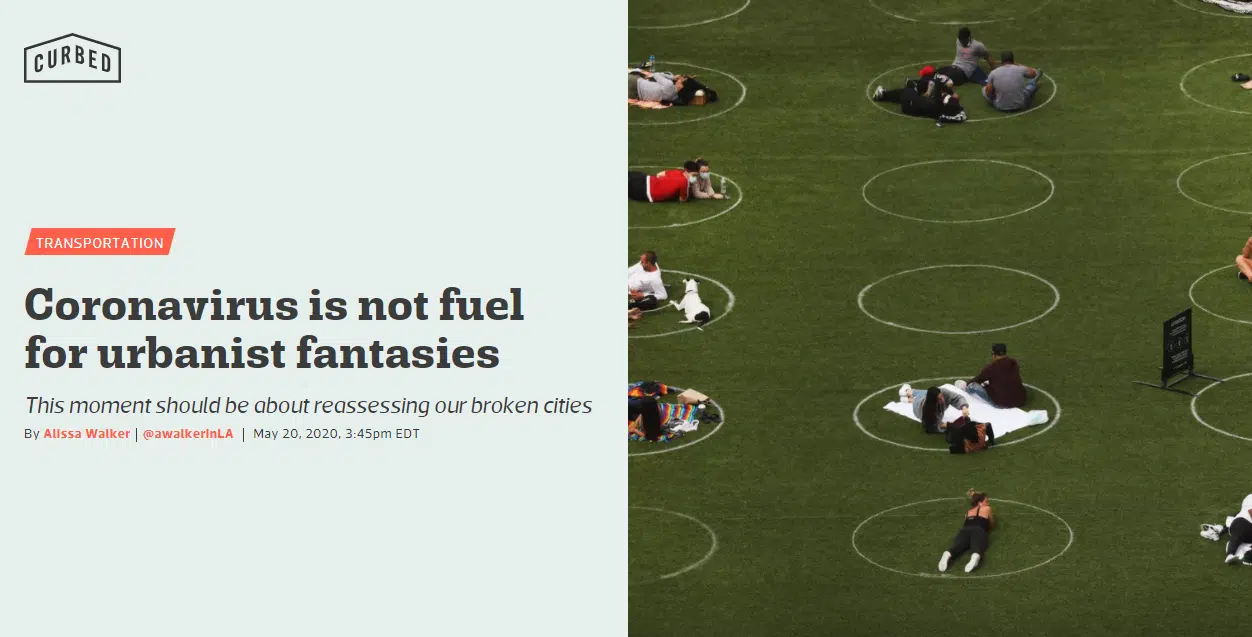 CURBED
TRANSPORTATION
Coronavirus is not fuel
for urbanist fantasies
This moment should be about reassessing our broken cities
By Alissa Walker | @awalkerinLA | May 20, 2020, 3:45pm EDT